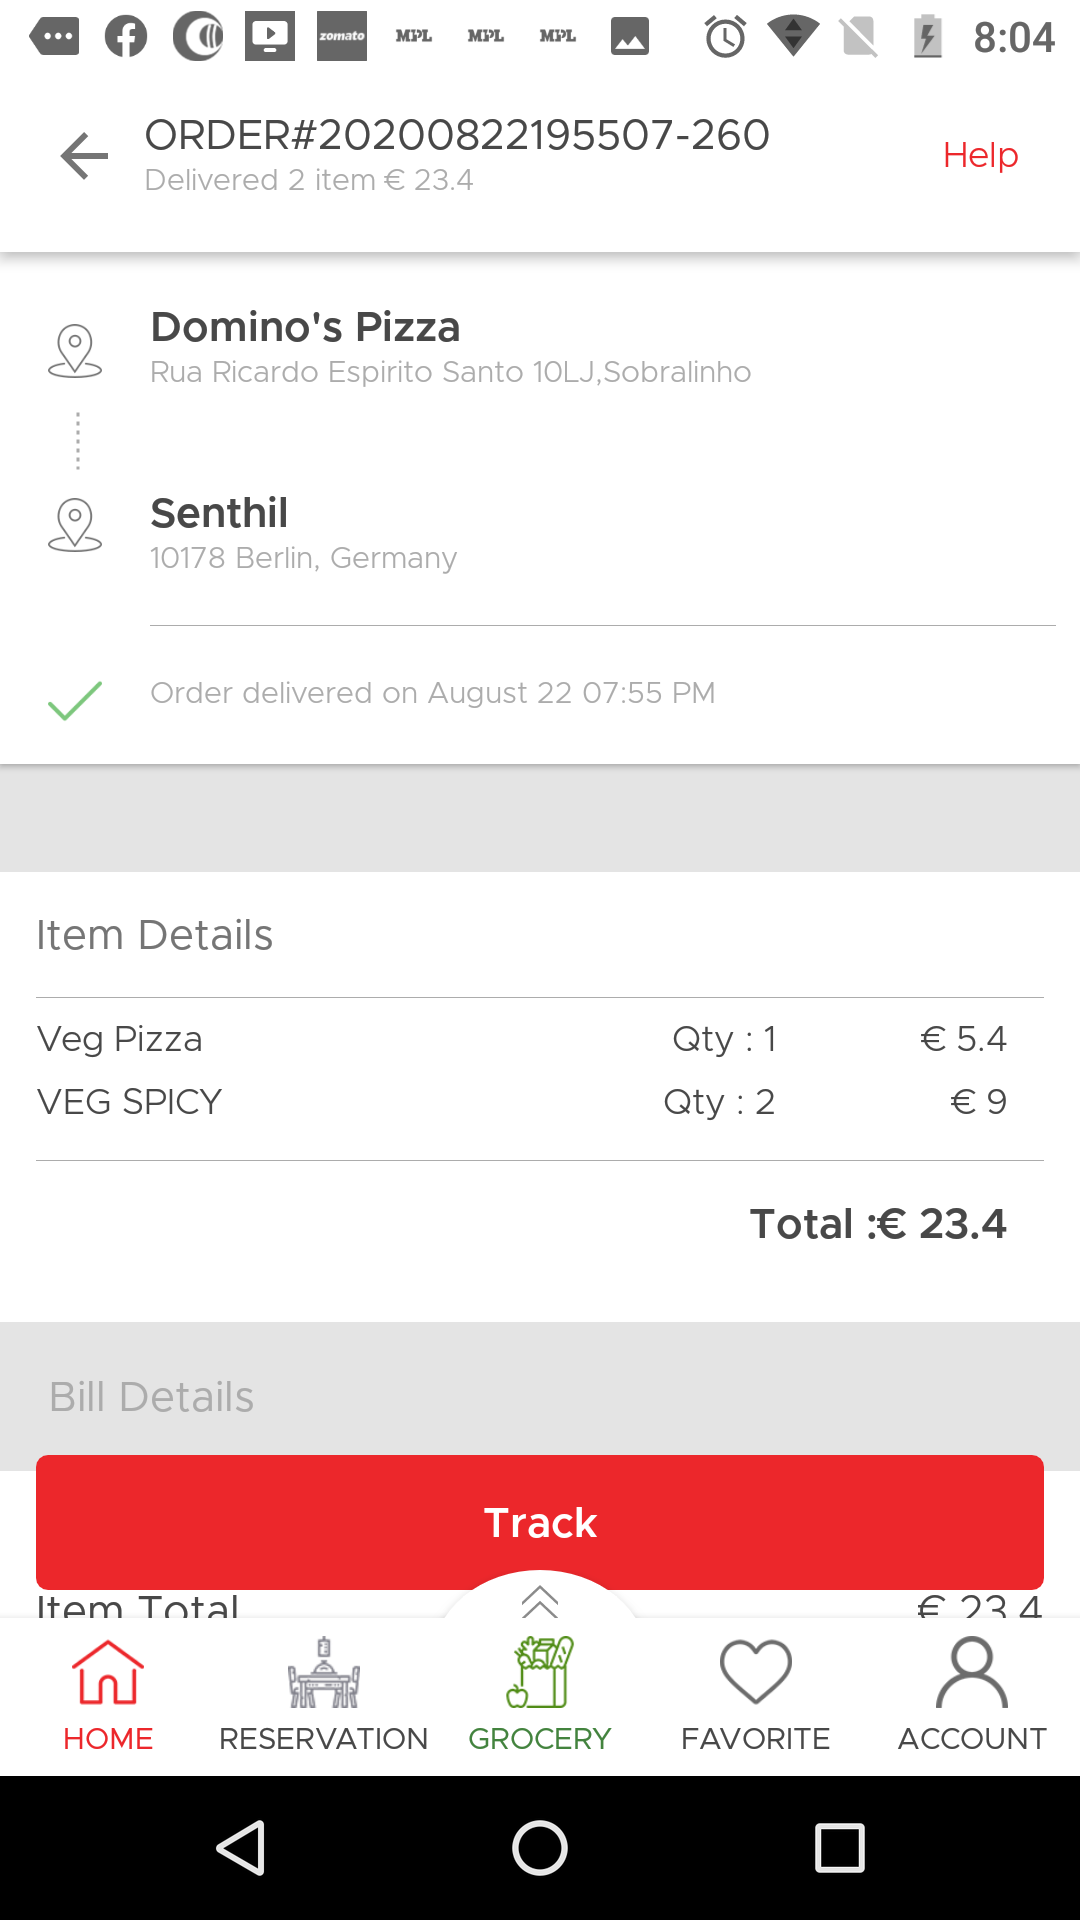 zomato MPL MPL MPL 8:04
ORDER#20200822195507-260
Delivered 2 item € 23.4
Help
Domino's Pizza
Rua Ricardo Espirito Santo 10LJ,Sobralinho
Senthil
10178 Berlin, Germany
Order delivered on August 22 07:55 PM
Item Details
Veg Pizza Qty : 1 € 5.4
VEG SPICY Qty : 2 € 9
Total :€ 23.4
Bill Details
Track
Item Total € 23.4
HOME RESERVATION GROCERY FAVORITE ACCOUNT